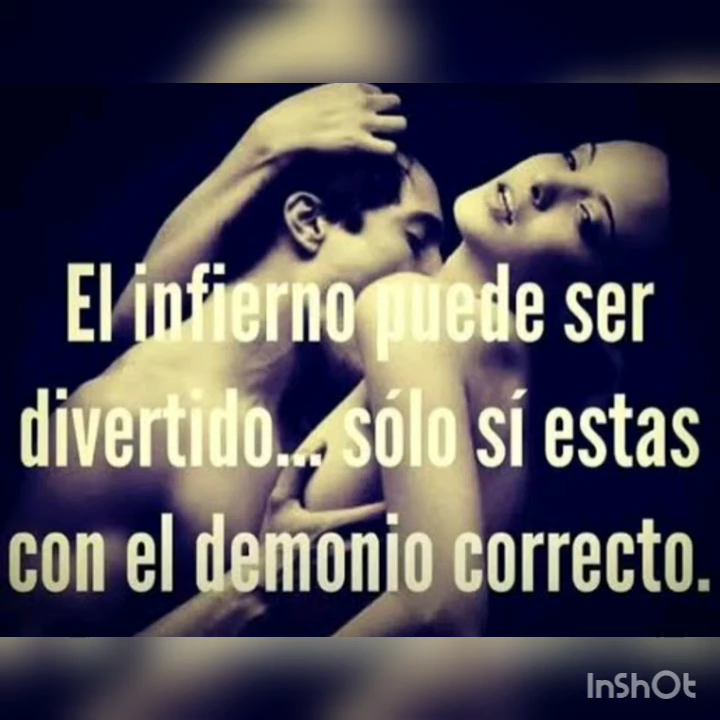 El infierno puede ser
divertido... sólo sí estas
con el demonio correcto.
InShOt